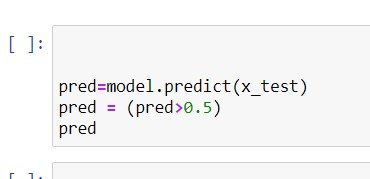 [ ]:
pred=model.predict(x_test)
pred = (pred>0.5)
pred
[ ]: